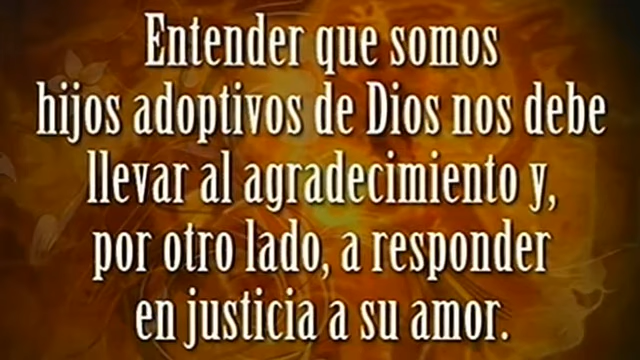 Entender que somos
hijos adoptivos de Dios nos debe
llevar al agradecimiento y,
por otro lado, a responder
en justicia a su amor.